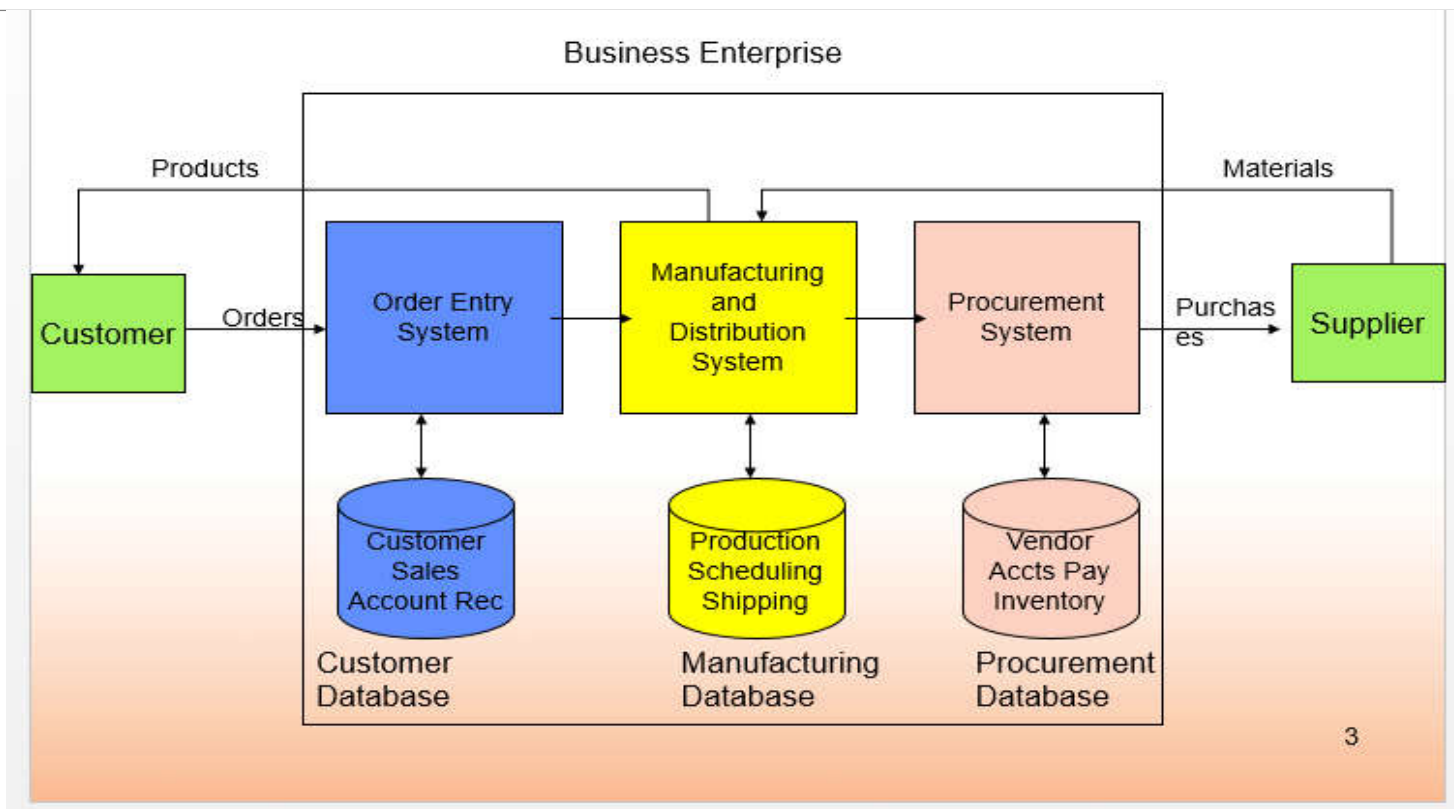 Business Enterprise
Products
Materials
Customer
Orders
Order Entry
System
Manufacturing
and
Distribution
System
Procurement
System
Purchas
es
Supplier
Customer
Sales
Account Rec
Production
Scheduling
Shipping
Vendor
Accts Pay
Inventory
Customer
Database
Manufacturing
Database
Procurement
Database
3